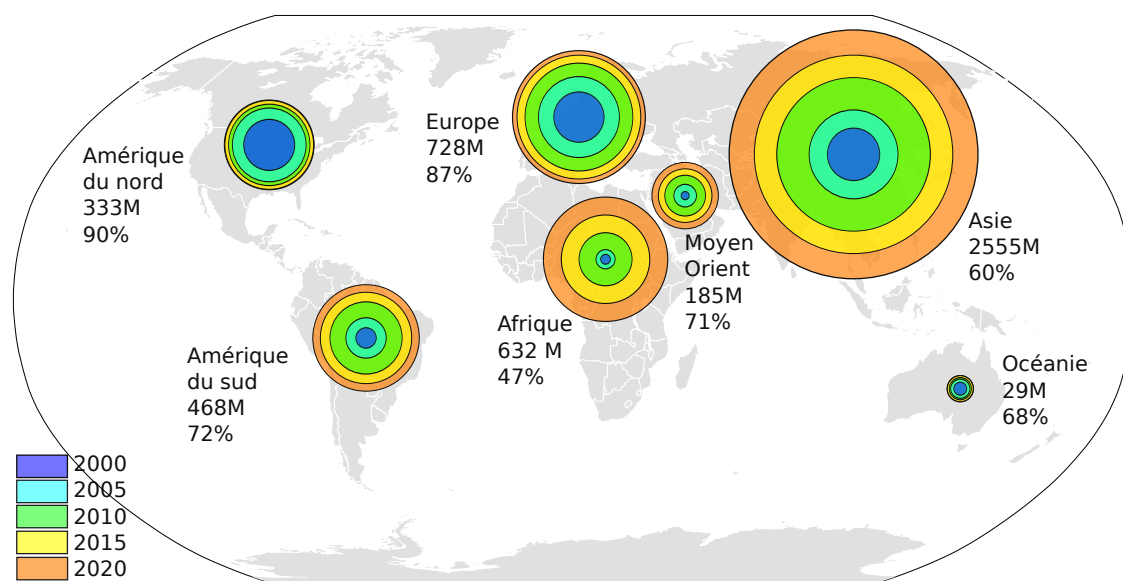 Amérique
du nord
333M
90%
Europe
728M
87%
Asie
2555M
60%
Moyen
Orient
185M
71%
Afrique
632 M
47%
Amérique
du sud
468M
72%
Océanie
29M
68%
2000
2005
2010
2015
2020